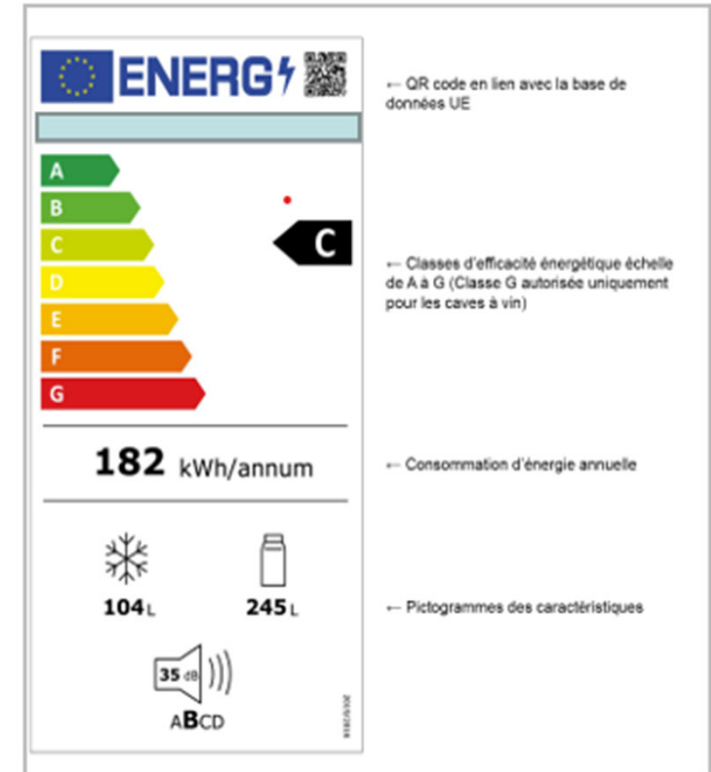 ENERG
← QR code en lien avec la base de
données UE
A
B
C
D
E
F
G
C
← Classes d'efficacité énergétique échelle
de A à G (Classe G autorisée uniquement
pour les caves à vin)
182 kWh/annum
← Consommation d'énergie annuelle
104 L
245 L
← Pictogrammes des caractéristiques
35 dB
ABCD
2019/2016